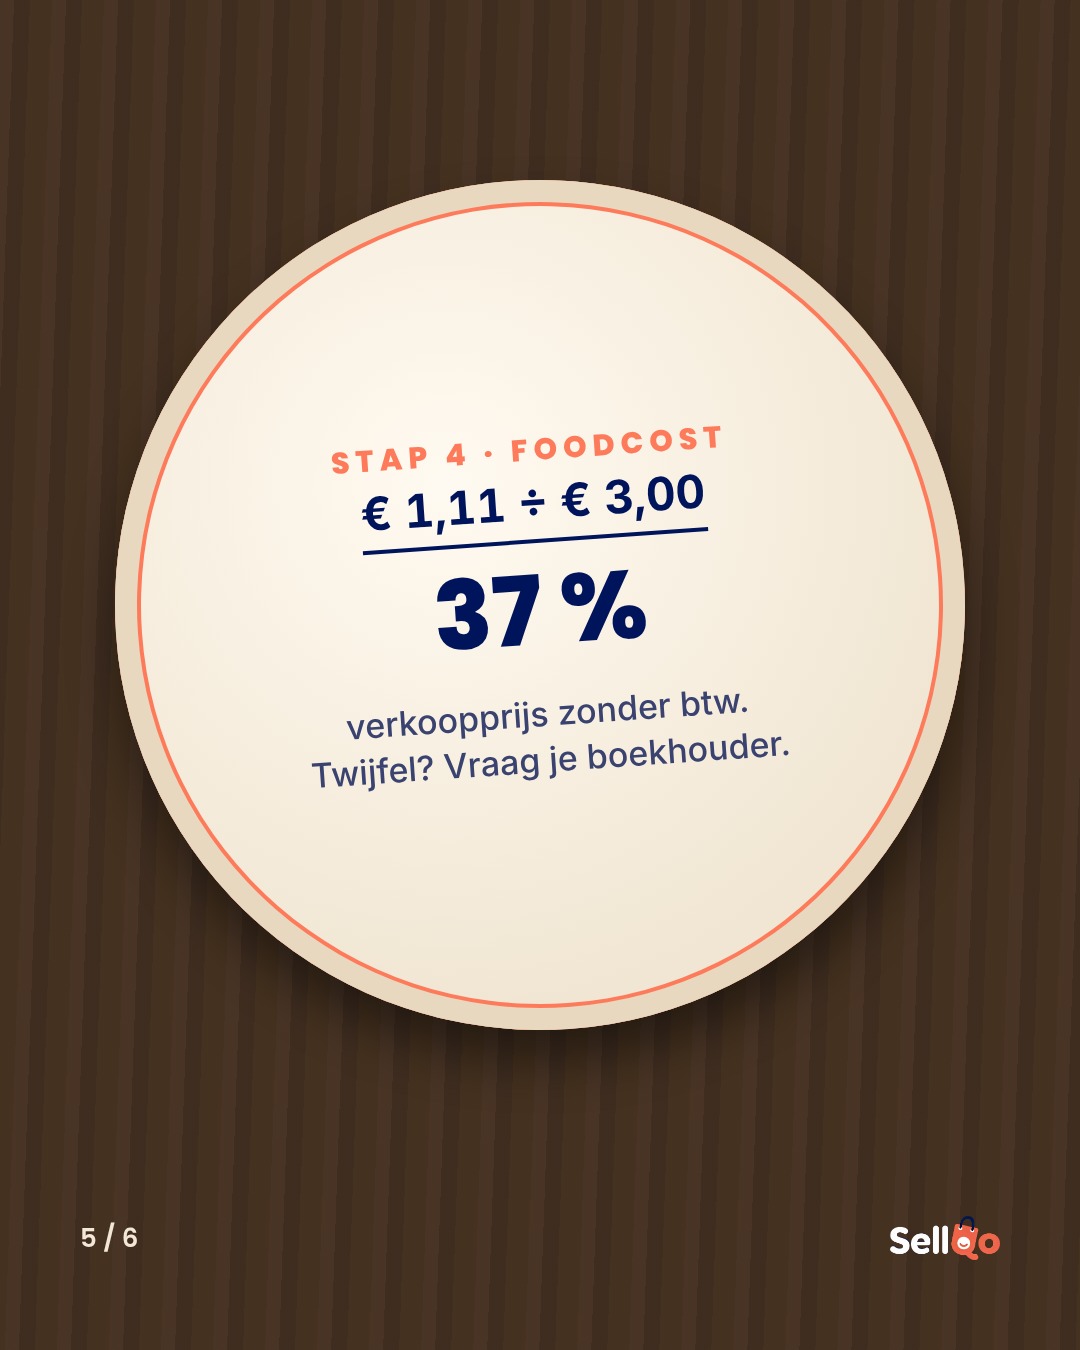 STAP 4 · FOODCOST
€ 1,11 ÷ € 3,00
37 %
verkoopprijs zonder btw.
Twijfel? Vraag je boekhouder.
5 / 6
SellQo